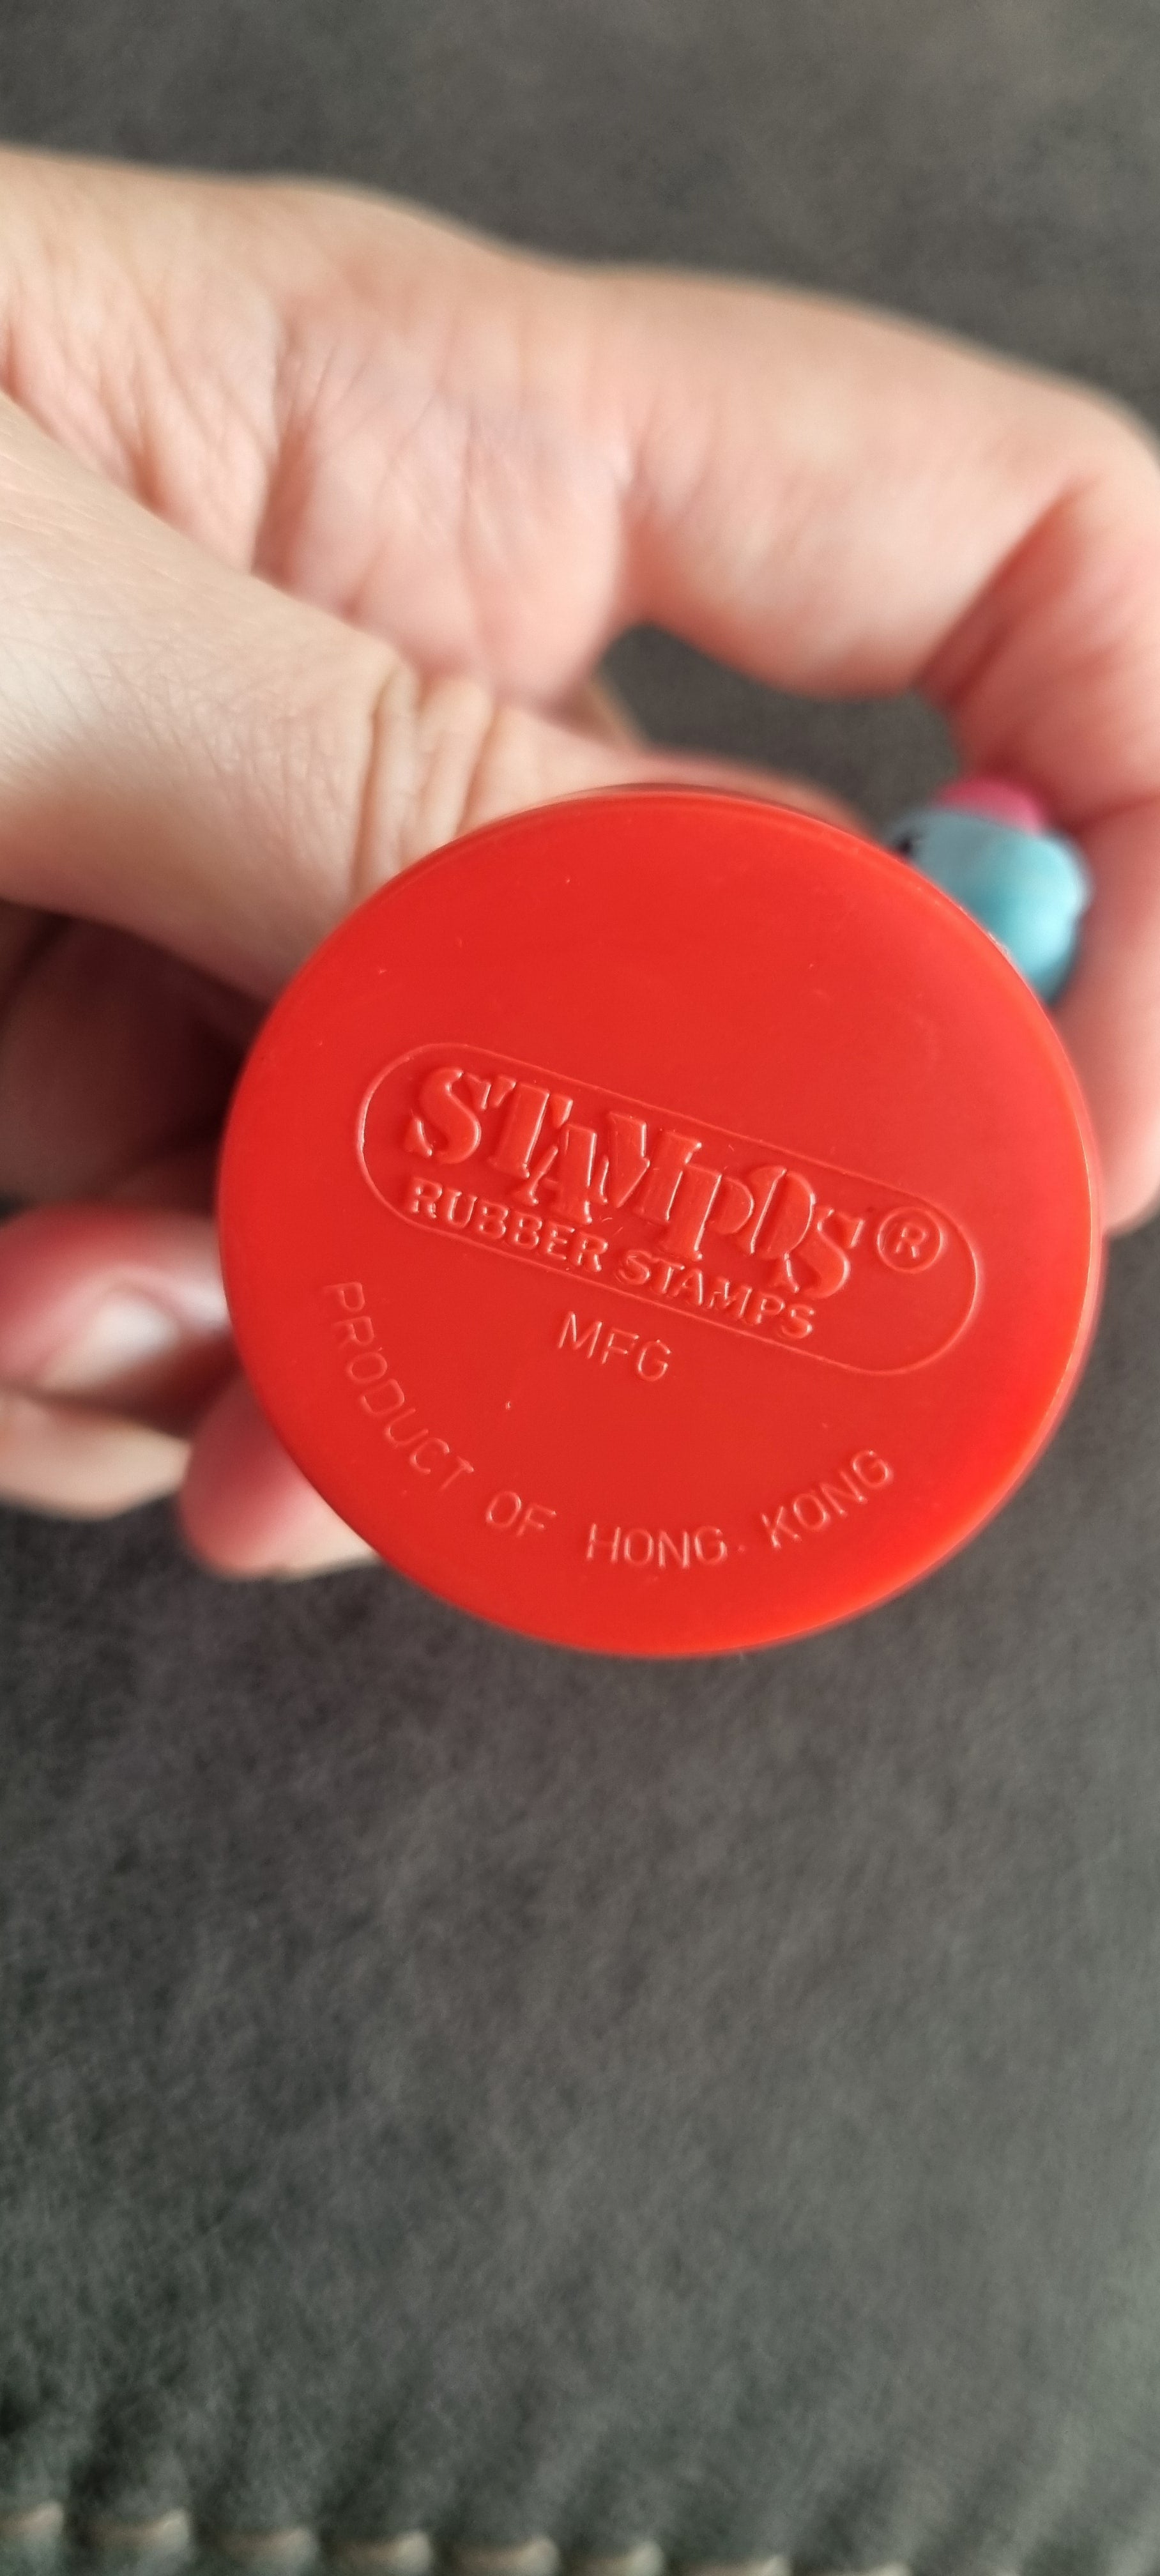 STAMPOS®
RUBBER STAMPS
MFG
PRODUCT OF HONG KONG